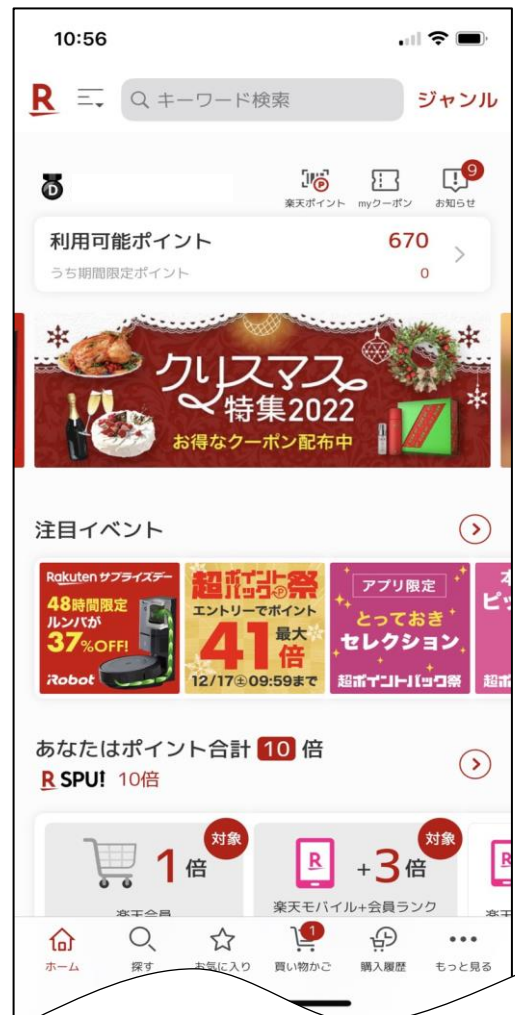 10:56
R
キーワード検索
ジャンル
D
9
楽天ポイント
myクーポン
お知らせ
利用可能ポイント
670
うち期間限定ポイント
0
クリスマス
特集2022
お得なクーポン配布中
注目イベント
Rakuten サプライズデー
48時間限定
ルンバが
37%OFF!
iRobot
超ポイントバック祭
エントリーでポイント
41最大倍
12/17土09:59まで
アプリ限定
とっておき
セレクション
超ポイントバック祭
あなたはポイント合計 10 倍
R SPU! 10倍
対象
1倍
楽天会員
対象
R
+3倍
楽天モバイル+会員ランク
R
ホーム
探す
お気に入り
1
買い物かご
購入履歴
もっと見る